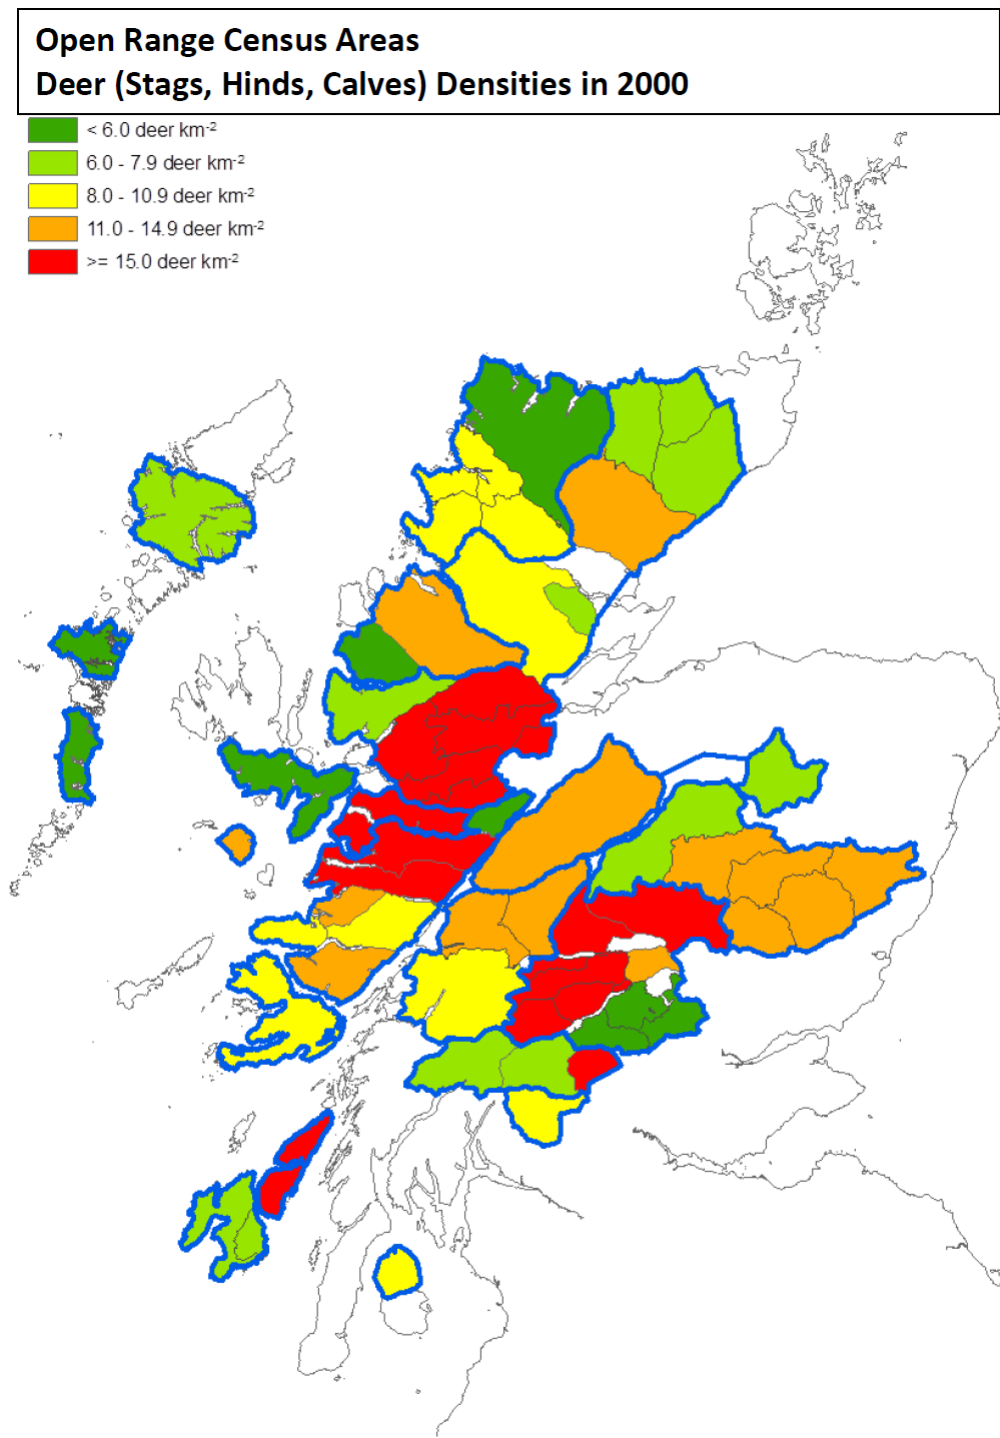 Open Range Census Areas
Deer (Stags, Hinds, Calves) Densities in 2000
< 6.0 deer km-2
6.0 - 7.9 deer km-2
8.0 - 10.9 deer km-2
11.0 - 14.9 deer km-2
>= 15.0 deer km-2